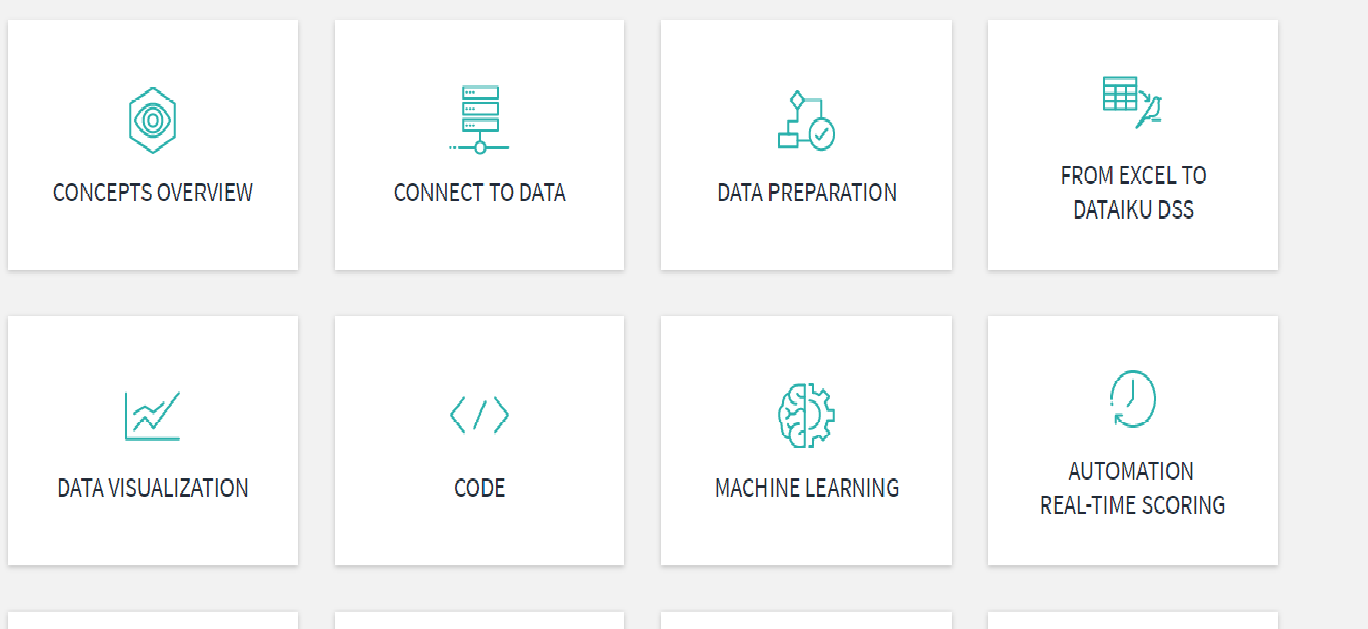 CONCEPTS OVERVIEW
CONNECT TO DATA
DATA PREPARATION
FROM EXCEL TO
DATAIKU DSS
DATA VISUALIZATION
CODE
MACHINE LEARNING
AUTOMATION
REAL-TIME SCORING